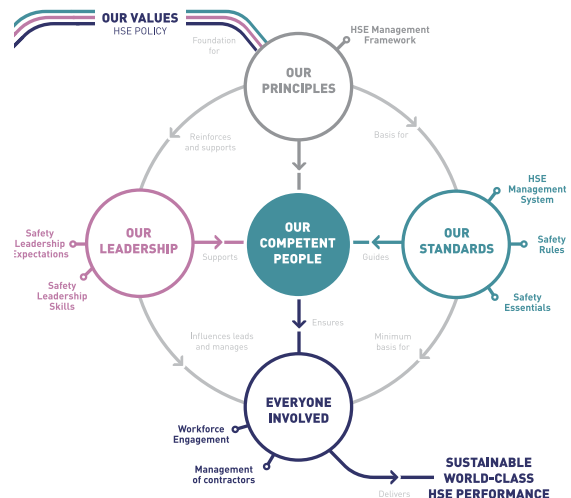 OUR VALUES
HSE POLICY
Foundation
for
HSE Management
Framework
OUR
PRINCIPLES
Reinforces
and supports
Basis for
HSE
Management
System
Safety
Leadership
Expectations
OUR
LEADERSHIP
Supports
OUR
COMPETENT
PEOPLE
Guides
OUR
STANDARDS
Safety
Rules
Safety
Leadership
Skills
Safety
Essentials
Influences leads
and manages
Ensures
Minimum
basis for
EVERYONE
INVOLVED
Workforce
Engagement
Management
of contractors
Delivers
SUSTAINABLE
WORLD-CLASS
HSE PERFORMANCE